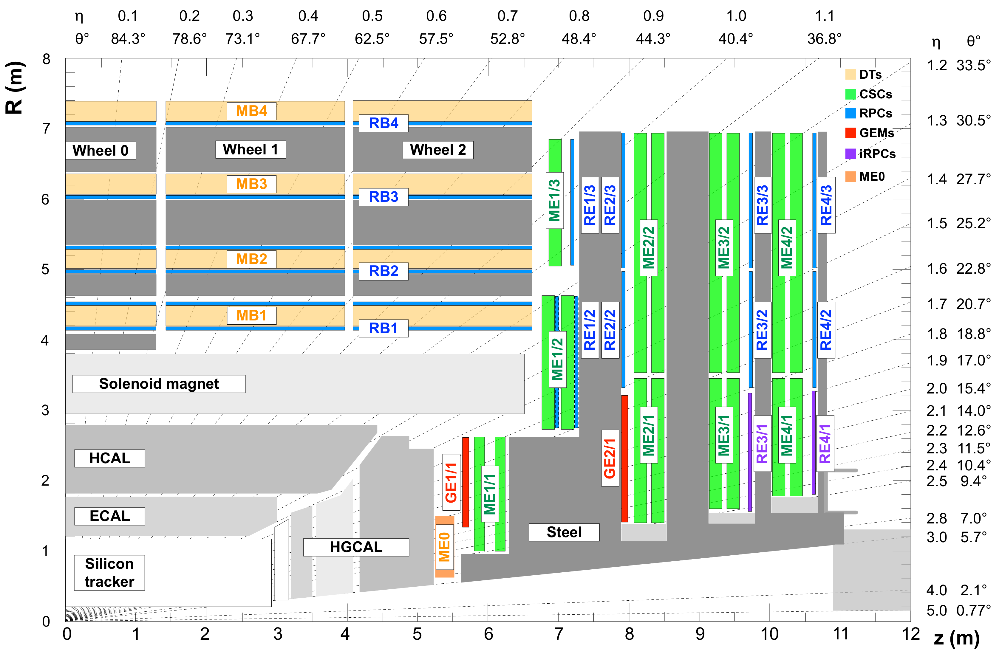 η 0.1 0.2 0.3 0.4 0.5 0.6 0.7 0.8 0.9 1.0 1.1
θ° 84.3° 78.6° 73.1° 67.7° 62.5° 57.5° 52.8° 48.4° 44.3° 40.4° 36.8°
η θ°
1.2 33.5°
1.3 30.5°
1.4 27.7°
1.5 25.2°
1.6 22.8°
1.7 20.7°
1.8 18.8°
1.9 17.0°
2.0 15.4°
2.1 14.0°
2.2 12.6°
2.3 11.5°
2.4 10.4°
2.5 9.4°
2.8 7.0°
3.0 5.7°
4.0 2.1°
5.0 0.77°
R (m)
8
7
6
5
4
3
2
1
0
DTs
CSCs
RPCs
GEMs
iRPCs
ME0
MB4
RB4
Wheel 0
Wheel 1
Wheel 2
MB3
RB3
MB2
RB2
MB1
RB1
Solenoid magnet
HCAL
ECAL
Silicon
tracker
HGCAL
Steel
ME1/3
RE1/3
RE2/3
ME2/2
ME3/2
RE3/3
ME4/2
RE4/3
ME1/2
RE1/2
RE2/2
RE3/2
RE4/2
GE1/1
ME1/1
ME0
GE2/1
ME2/1
ME3/1
RE3/1
ME4/1
RE4/1
0 1 2 3 4 5 6 7 8 9 10 11 12
z (m)